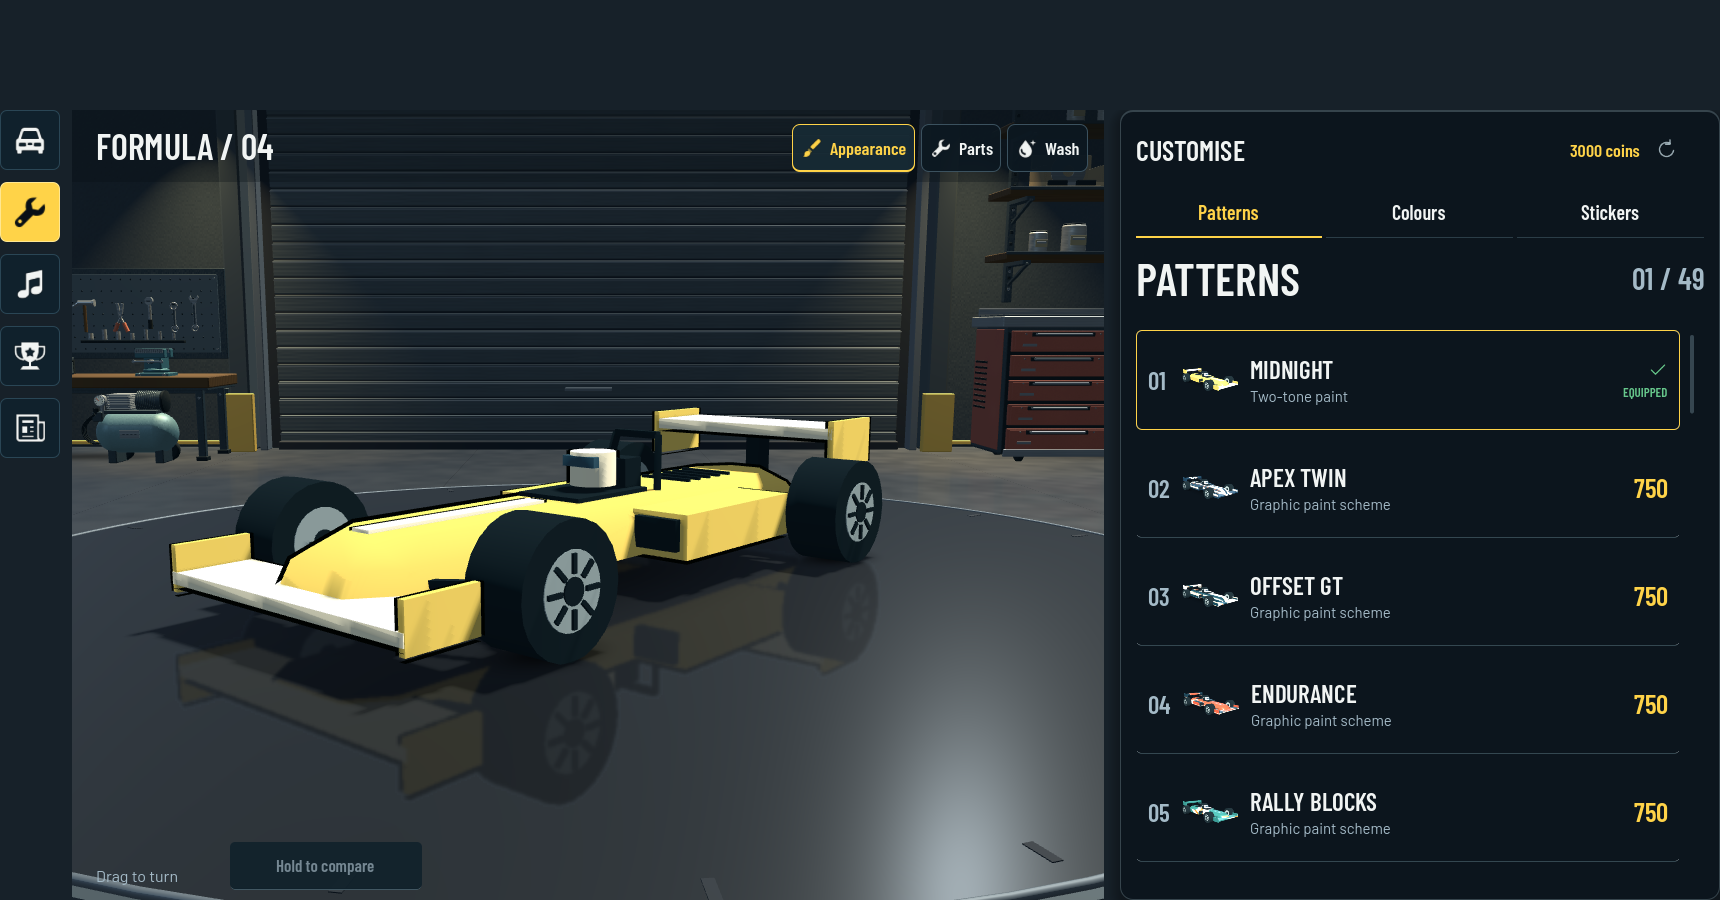 FORMULA / 04
Appearance
Parts
Wash
Drag to turn
Hold to compare
CUSTOMISE
3000 coins
Patterns
Colours
Stickers
PATTERNS
01 / 49
01
MIDNIGHT
Two-tone paint
EQUIPPED
02
APEX TWIN
Graphic paint scheme
750
03
OFFSET GT
Graphic paint scheme
750
04
ENDURANCE
Graphic paint scheme
750
05
RALLY BLOCKS
Graphic paint scheme
750